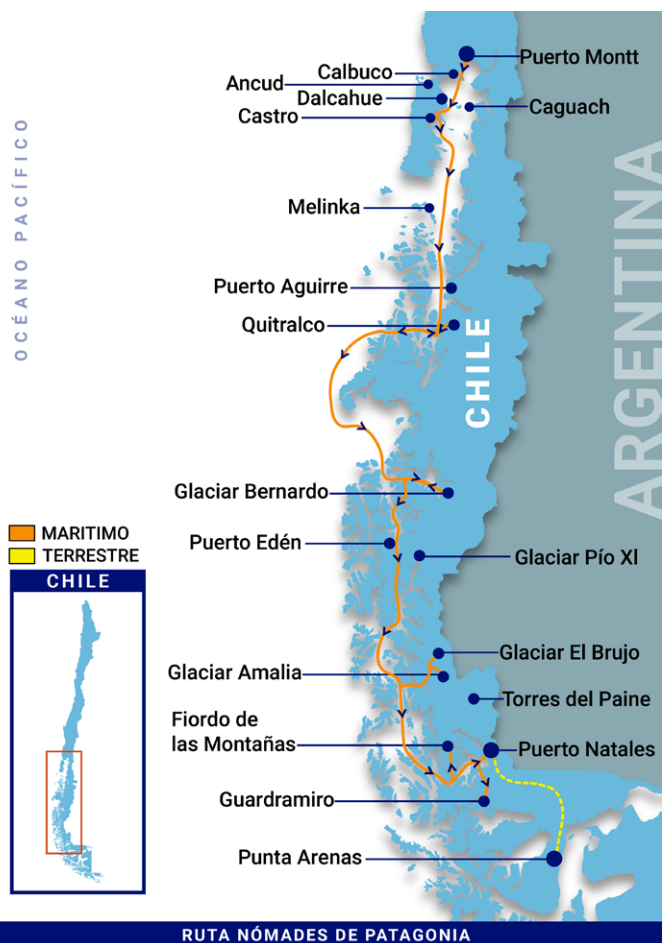 Puerto Montt
Calbuco
Ancud
Dalcahue
Caguach
Castro
OCÉANO PACÍFICO
ARGENTINA
Melinka
Puerto Aguirre
Quitralco
CHILE
Glaciar Bernardo
MARITIMO
Puerto Edén
TERRESTRE
Glaciar Pío Xl
CHILE
Glaciar El Brujo
Glaciar Amalia
Torres del Paine
Fiordo de
las Montañas
Puerto Natales
Guardramiro
Punta Arenas
RUTA NÓMADES DE PATAGONIA